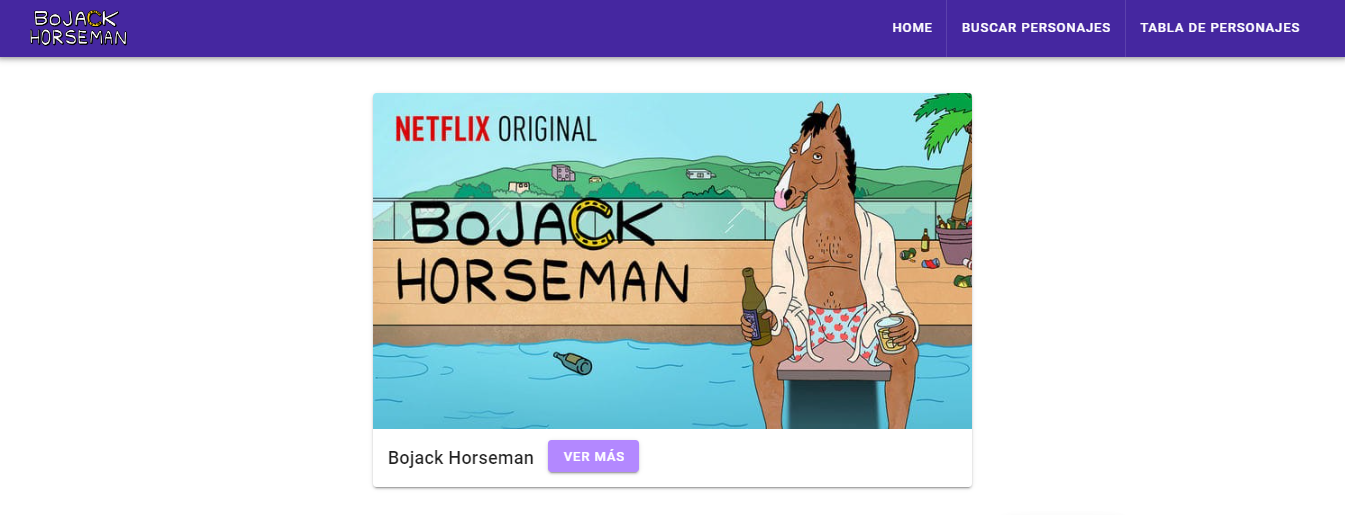 BOJACK
HORSEMAN
HOME
BUSCAR PERSONAJES
TABLA DE PERSONAJES
NETFLIX ORIGINAL
BOJACK
HORSEMAN
Bojack Horseman
VER MÁS